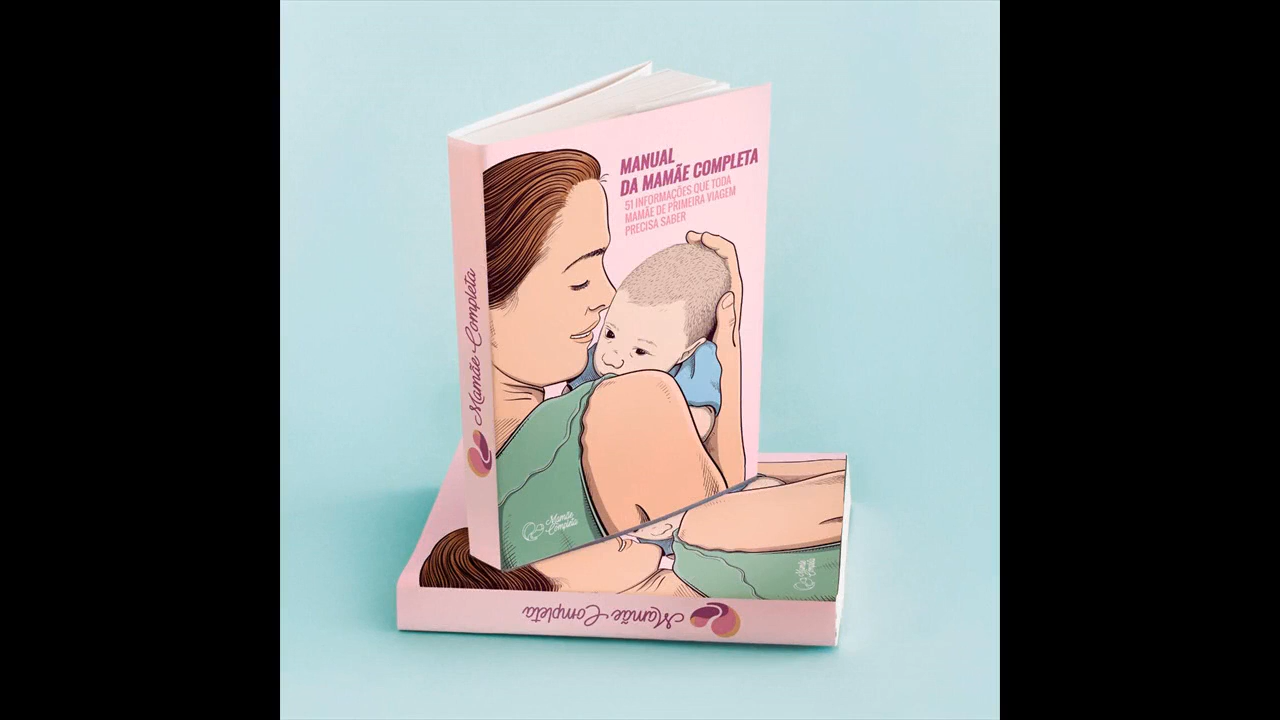 MANUAL
DA MAMÃE COMPLETA
51 INFORMAÇÕES QUE TODA
MAMÃE DE PRIMEIRA VIAGEM
PRECISA SABER
Mamãe Completa
Mamãe
Completa
Mamãe Completa